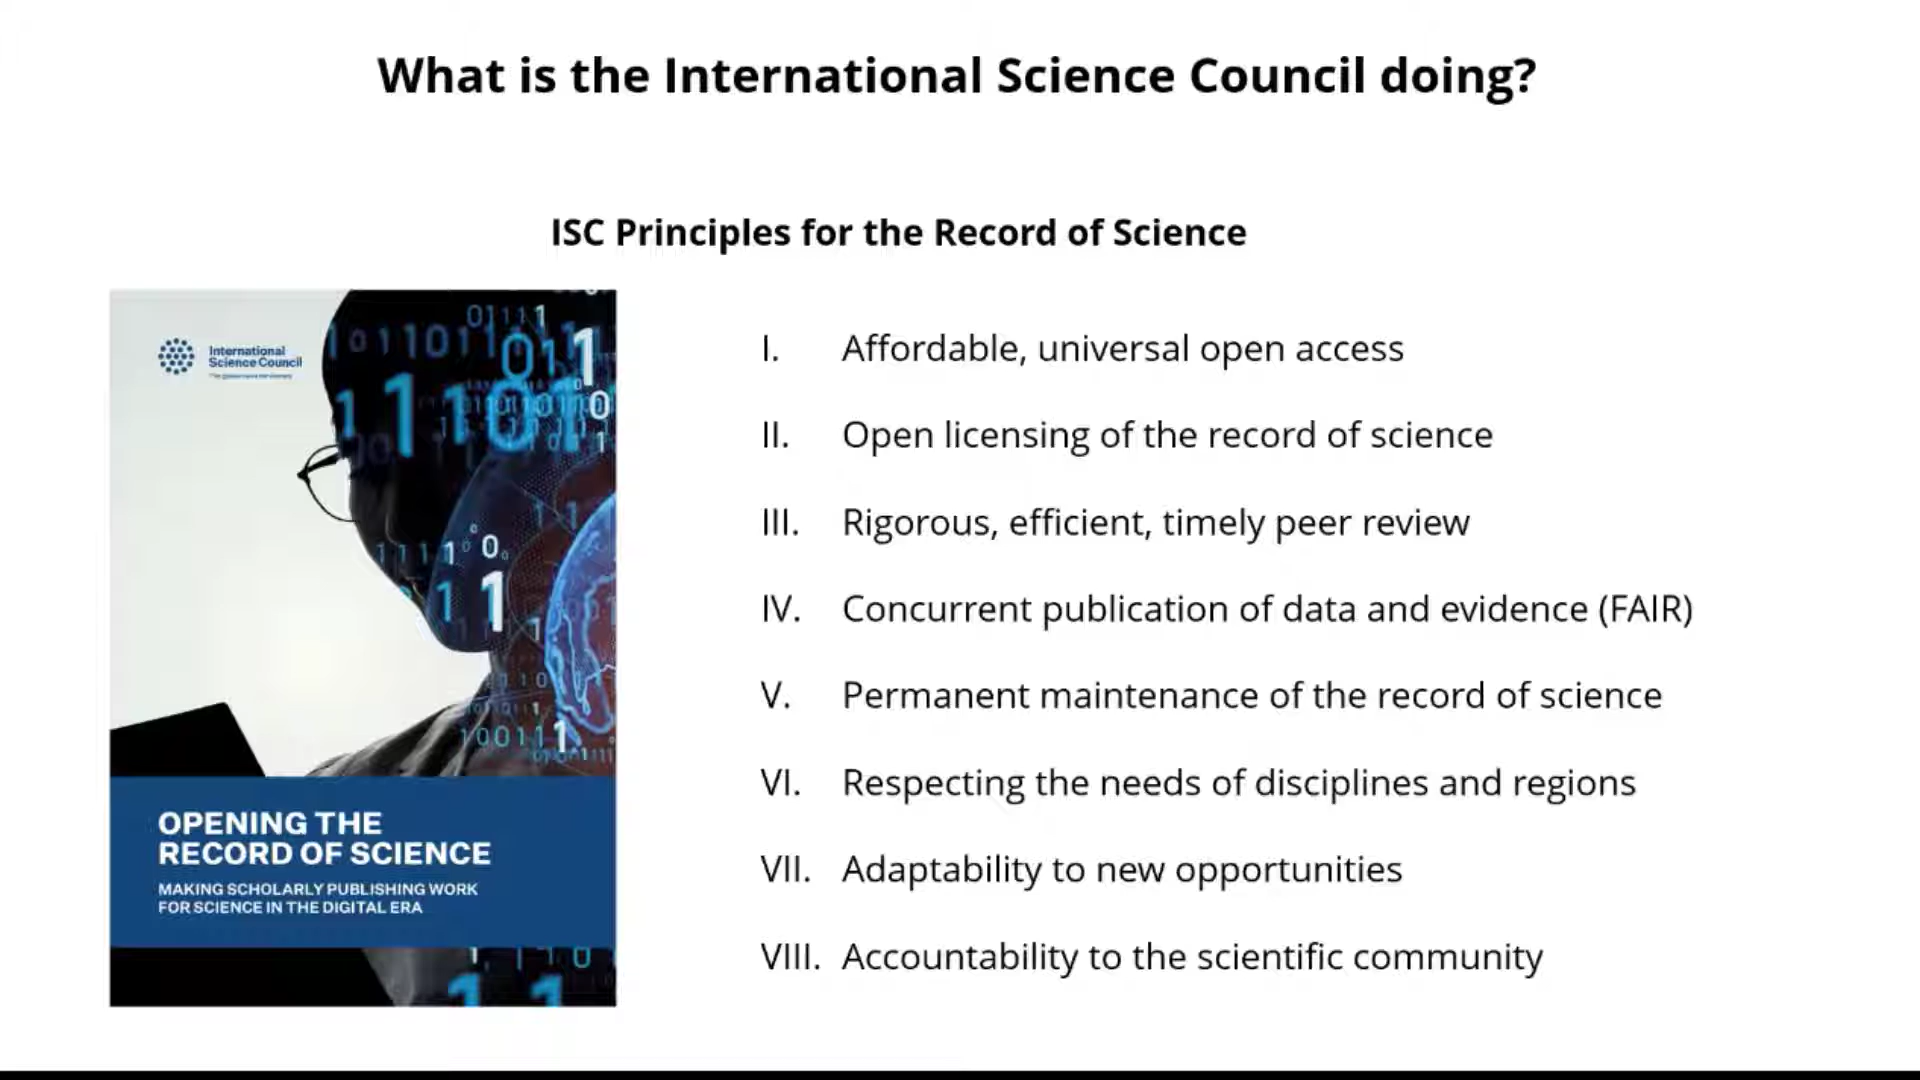 What is the International Science Council doing?
ISC Principles for the Record of Science
International
Science Council
I. Affordable, universal open access
II. Open licensing of the record of science
III. Rigorous, efficient, timely peer review
IV. Concurrent publication of data and evidence (FAIR)
V. Permanent maintenance of the record of science
VI. Respecting the needs of disciplines and regions
VII. Adaptability to new opportunities
VIII. Accountability to the scientific community
OPENING THE
RECORD OF SCIENCE
MAKING SCHOLARLY PUBLISHING WORK
FOR SCIENCE IN THE DIGITAL ERA